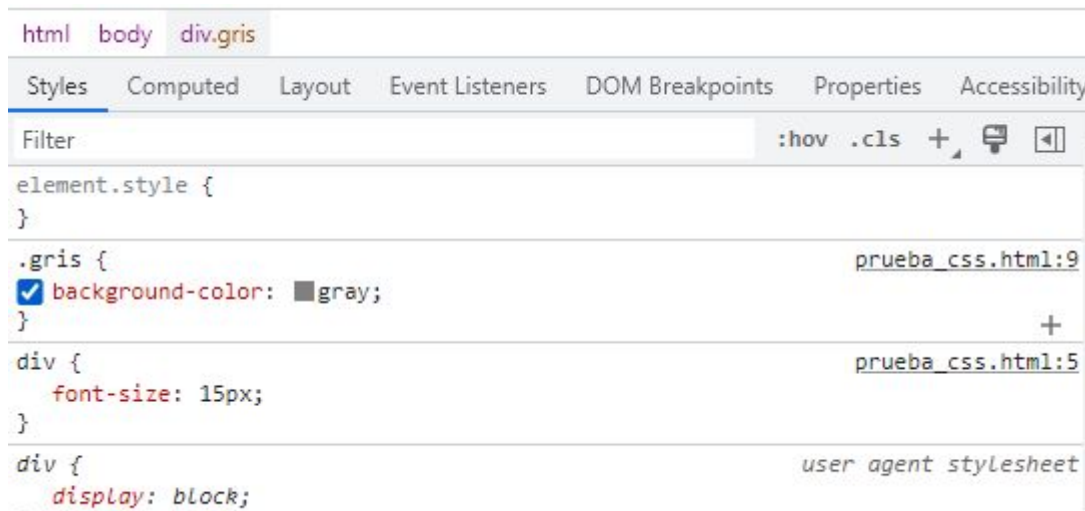 html body div.gris
Styles Computed Layout Event Listeners DOM Breakpoints Properties Accessibility
Filter :hov .cls +
element.style {
}
.gris { prueba_css.html:9
background-color: gray;
}
+
div { prueba_css.html:5
font-size: 15px;
}
div { user agent stylesheet
display: block;